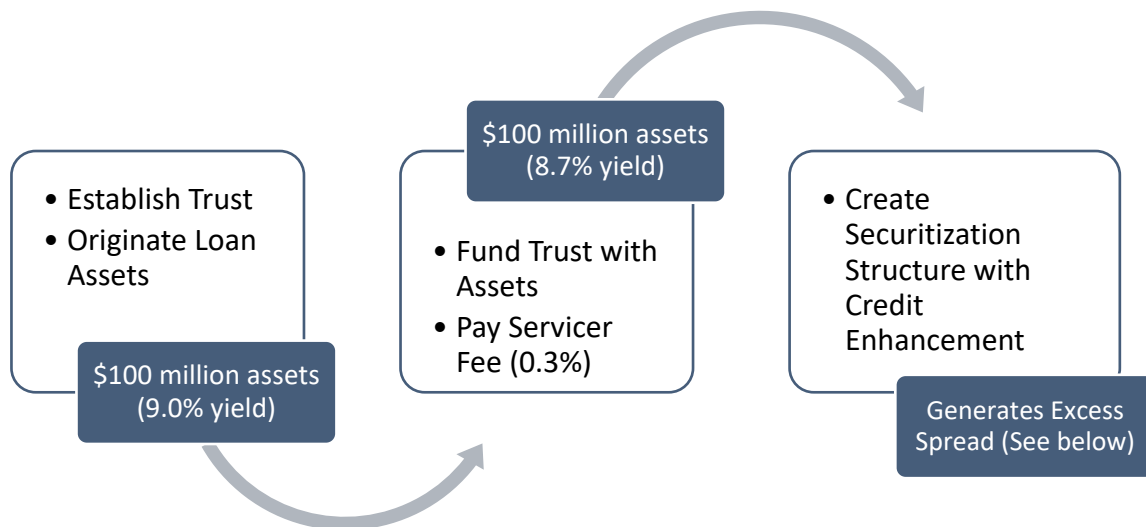 • Establish Trust
• Originate Loan
Assets
$100 million assets
(9.0% yield)
$100 million assets
(8.7% yield)
• Fund Trust with
Assets
• Pay Servicer
Fee (0.3%)
• Create
Securitization
Structure with
Credit
Enhancement
Generates Excess
Spread (See below)